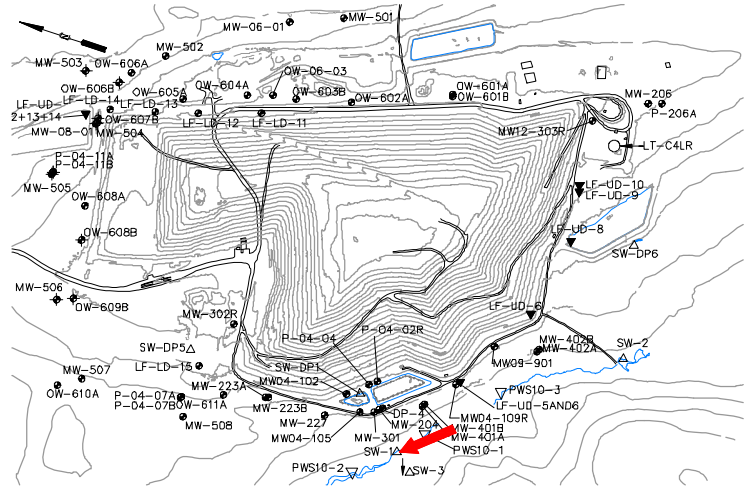 MW-06-01
MW-501
MW-502
MW-503
OW-606A
OW-606B
OW-605A
OW-604A
OW-06-03
OW-603B
OW-602A
OW-601A
OW-601B
MW-206
P-206A
LF-UD-
2+13+14
LF-LD-14
LF-LD-13
LF-LD-12
LF-LD-11
OW-607B
MW-08-01
MW-504
MW12-303R
LT-C4LR
P-04-11A
P-04-11B
MW-505
OW-608A
OW-608B
LF-UD-10
LF-UD-9
LF-UD-8
SW-DP6
MW-506
OW-609B
MW-302R
LF-UD-6
SW-DP5
P-04-04
P-04-02R
MW-402B
MW-402A
SW-2
MW09-901
LF-LD-15
SW-DP1
MW04-102
MW-507
OW-610A
P-04-07A
P-04-07B
OW-611A
MW-223A
MW-223B
MW-508
MW-227
MW04-105
MW-301
DP-4
MW-204
PWS10-3
LF-UD-5AND6
MW04-109R
MW-401B
MW-401A
PWS10-1
SW-1
SW-3
PWS10-2